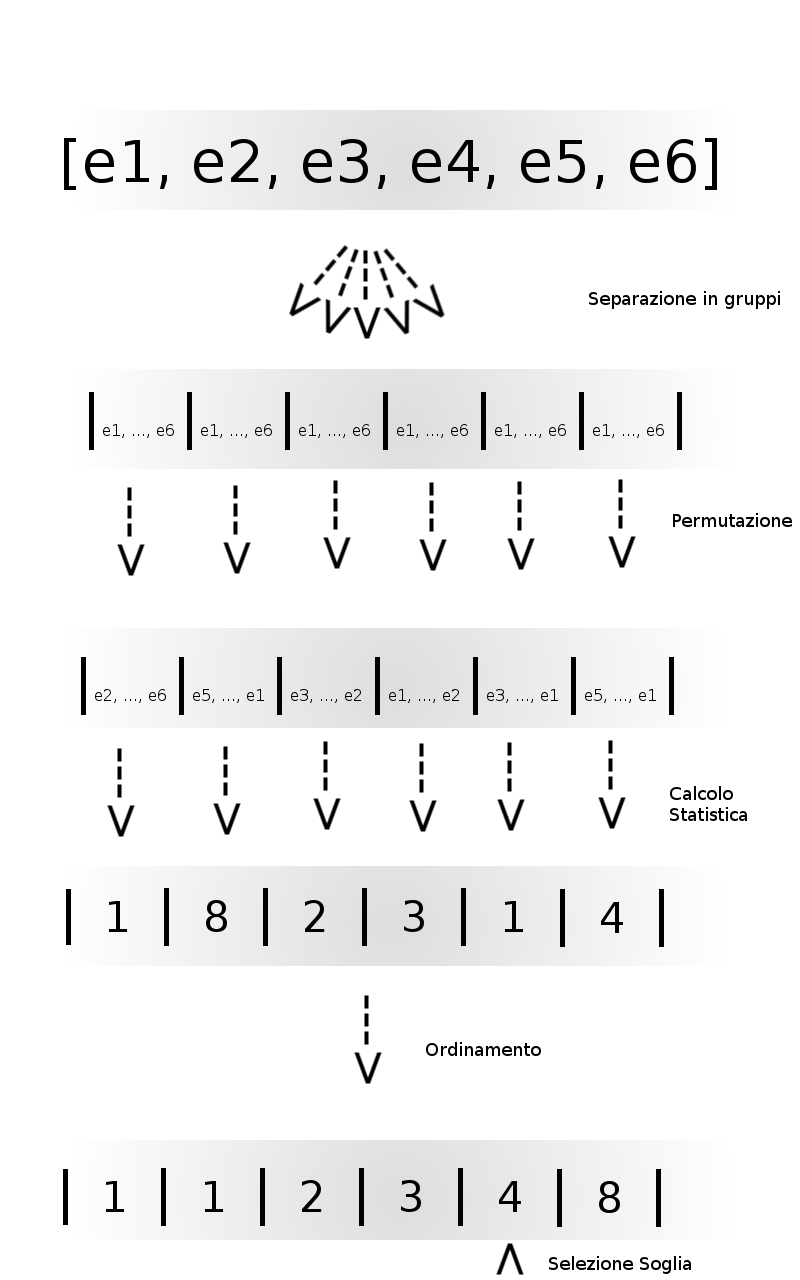 [e1, e2, e3, e4, e5, e6]
Separazione in gruppi
e1, ..., e6 | e1, ..., e6 | e1, ..., e6 | e1, ..., e6 | e1, ..., e6 | e1, ..., e6
Permutazione
e2, ..., e6 | e5, ..., e1 | e3, ..., e2 | e1, ..., e2 | e3, ..., e1 | e5, ..., e1
Calcolo
Statistica
1 | 8 | 2 | 3 | 1 | 4
Ordinamento
1 | 1 | 2 | 3 | 4 | 8
Selezione Soglia